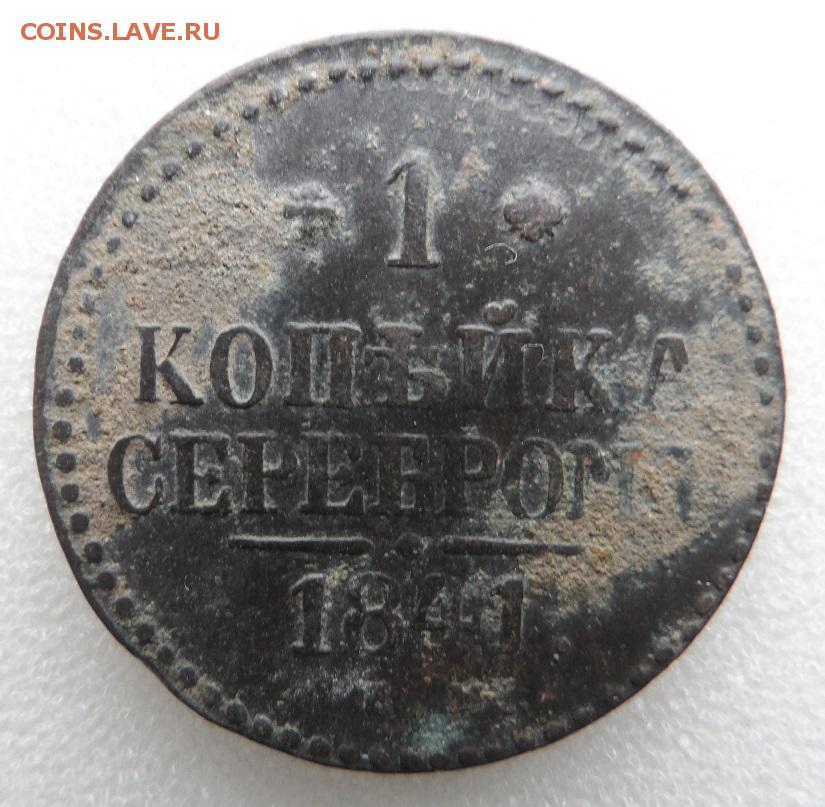 COINS.LAVE.RU
1
КОПѢЙКА
СЕРЕБРОМЪ
1841